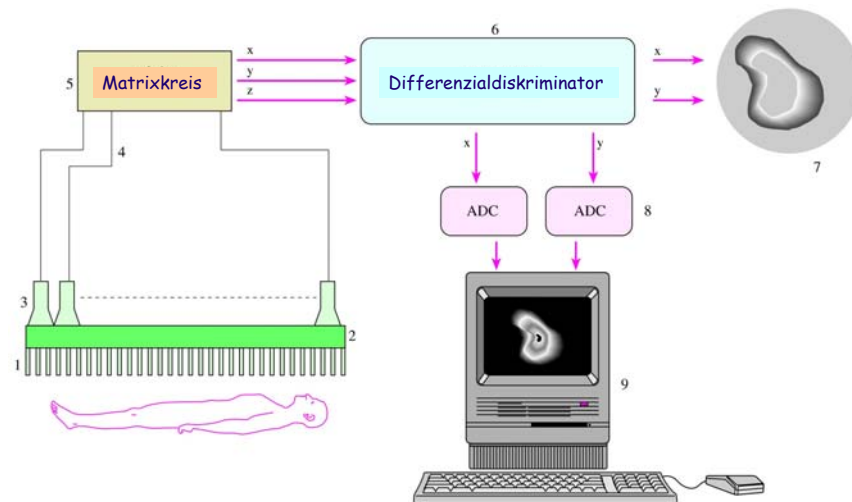 6
x
x
5
Matrixkreis
y
Differenzialdiskriminator
z
y
4
x
y
7
ADC
ADC
8
3
2
1
9